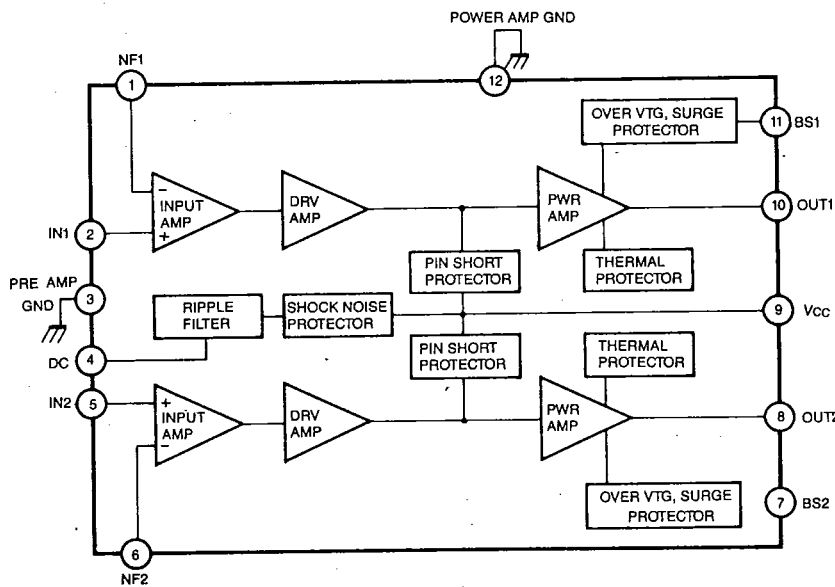 POWER AMP GND
NF1
1
12
OVER VTG, SURGE
PROTECTOR
11
BS1
−
INPUT
AMP
+
DRV
AMP
PWR
AMP
10
OUT1
IN1
2
PIN SHORT
PROTECTOR
THERMAL
PROTECTOR
PRE AMP
GND
3
RIPPLE
FILTER
SHOCK NOISE
PROTECTOR
9
VCC
DC
4
PIN SHORT
PROTECTOR
THERMAL
PROTECTOR
IN2
5
+
INPUT
AMP
−
DRV
AMP
PWR
AMP
8
OUT2
OVER VTG, SURGE
PROTECTOR
7
BS2
6
NF2